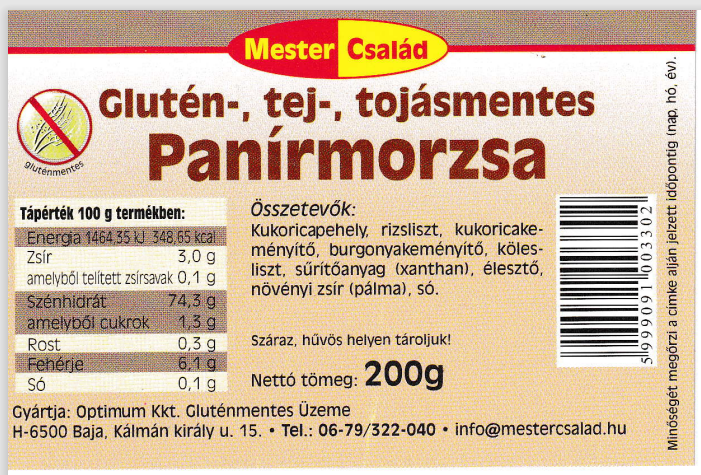 Mester Család
Glutén-, tej-, tojásmentes
Panírmorzsa
gluténmentes
Tápérték 100 g termékben:
Energia 1464,35 kJ 348,65 kcal
Zsír 3,0 g
amelyből telített zsírsavak 0,1 g
Szénhidrát 74,3 g
amelyből cukrok 1,3 g
Rost 0,3 g
Fehérje 6,1 g
Só 0,1 g
Összetevők:
Kukoricapehely, rizsliszt, kukoricake-
ményítő, burgonyakeményítő, köles-
liszt, sűrítőanyag (xanthan), élesztő,
növényi zsír (pálma), só.
Száraz, hűvös helyen tároljuk!
Nettó tömeg: 200g
5 999091 003302
Minőségét megőrzi a címke alján jelzett időpontig (nap, hó, év).
Gyártja: Optimum Kkt. Gluténmentes Üzeme
H-6500 Baja, Kálmán király u. 15. • Tel.: 06-79/322-040 • info@mestercsalad.hu